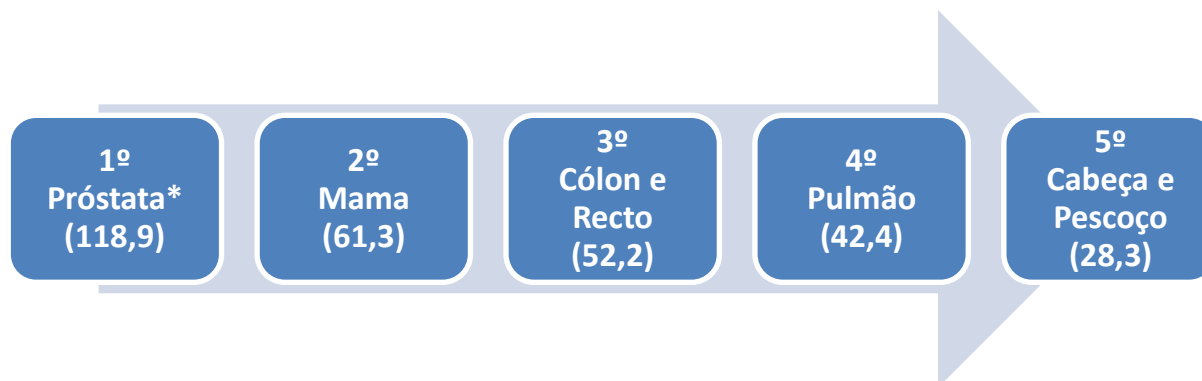 1º
Próstata*
(118,9)
2º
Mama
(61,3)
3º
Cólon e
Recto
(52,2)
4º
Pulmão
(42,4)
5º
Cabeça e
Pescoço
(28,3)